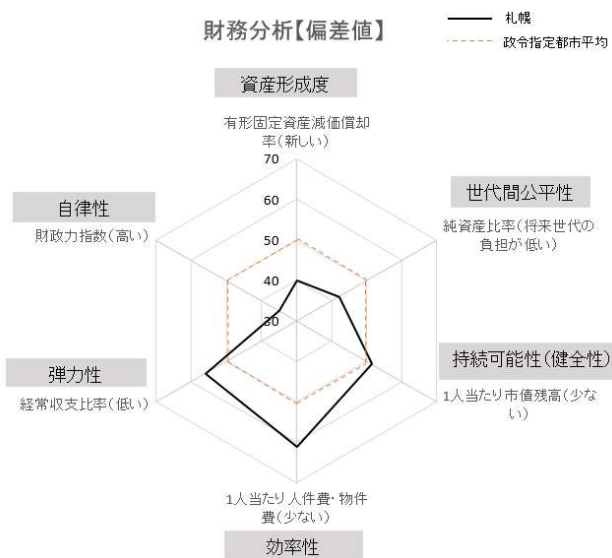 財務分析【偏差値】
札幌
政令指定都市平均
資産形成度
有形固定資産減価償却
率(新しい)
70
60
50
40
30
世代間公平性
純資産比率(将来世代の
負担が低い)
自律性
財政力指数(高い)
持続可能性(健全性)
1人当たり市債残高(少な
い)
弾力性
経常収支比率(低い)
1人当たり人件費・物件
費(少ない)
効率性